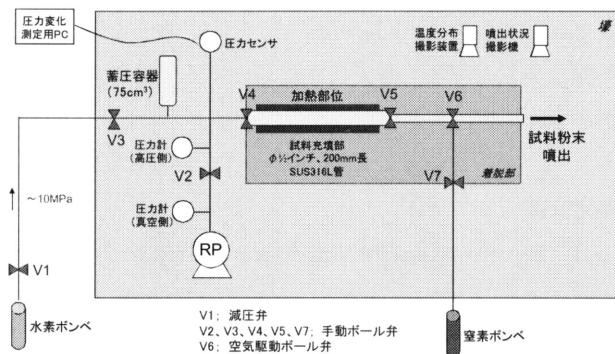 圧力変化
測定用PC
圧力センサ
温度分布
撮影装置
噴出状況
撮影機
壕
蓄圧容器
(75cm³)
V4
加熱部位
V5
V6
V3
圧力計
(高圧側)
V2
試料充填部
φ½インチ、200mm長
SUS316L管
試料粉末
噴出
V7
着脱部
~10MPa
圧力計
(真空側)
RP
V1
水素ボンベ
V1; 減圧弁
V2、V3、V4、V5、V7; 手動ボール弁
V6; 空気駆動ボール弁
窒素ボンベ